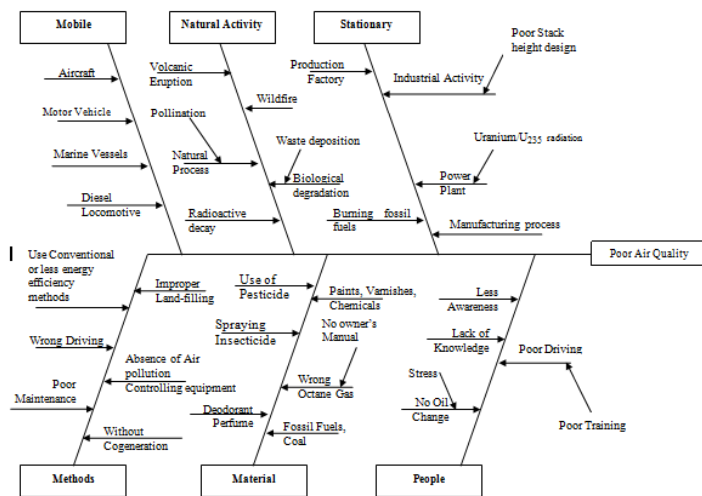 Mobile
Natural Activity
Stationary
Aircraft
Motor Vehicle
Marine Vessels
Diesel
Locomotive
Volcanic
Eruption
Wildfire
Pollination
Natural
Process
Waste deposition
Biological
degradation
Radioactive
decay
Production
Factory
Poor Stack
height design
Industrial Activity
Uranium/U235 radiation
Power
Plant
Burning fossil
fuels
Manufacturing process
Poor Air Quality
Use Conventional
or less energy
efficiency
methods
Improper
Land-filling
Wrong Driving
Absence of Air
pollution
Controlling equipment
Poor
Maintenance
Without
Cogeneration
Use of
Pesticide
Paints, Varnishes,
Chemicals
Spraying
Insecticide
No owner's
Manual
Wrong
Octane Gas
Deodorant
Perfume
Fossil Fuels,
Coal
Less
Awareness
Lack of
Knowledge
Poor Driving
Stress
No Oil
Change
Poor Training
Methods
Material
People